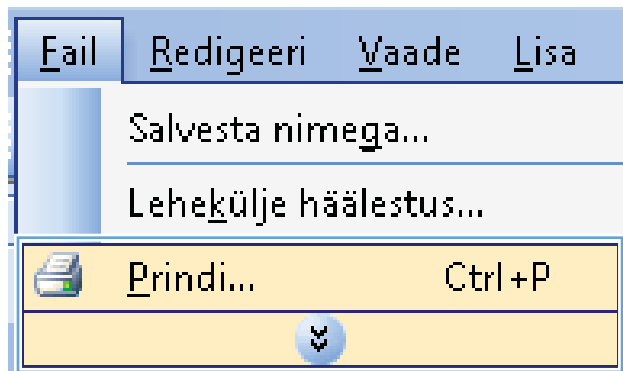 Fail Redigeeri Vaade Lisa
Salvesta nimega...
Lehekülje häälestus...
Prindi... Ctrl+P